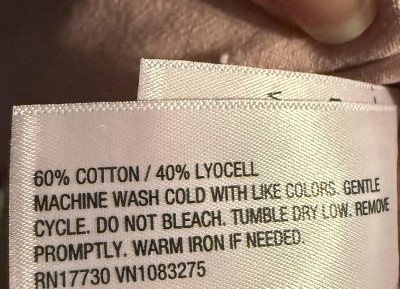 60% COTTON / 40% LYOCELL
MACHINE WASH COLD WITH LIKE COLORS. GENTLE
CYCLE. DO NOT BLEACH. TUMBLE DRY LOW. REMOVE
PROMPTLY. WARM IRON IF NEEDED.
RN17730 VN1083275